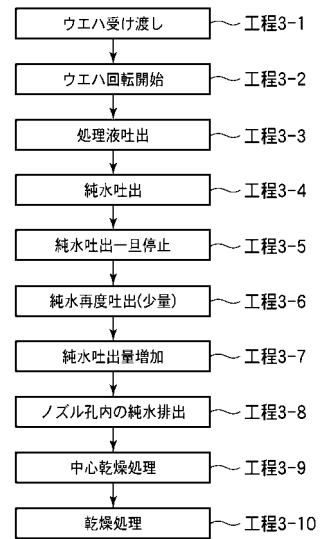 ウエハ受け渡し 工程3-1
ウエハ回転開始 工程3-2
処理液吐出 工程3-3
純水吐出 工程3-4
純水吐出一旦停止 工程3-5
純水再度吐出(少量) 工程3-6
純水吐出量増加 工程3-7
ノズル孔内の純水排出 工程3-8
中心乾燥処理 工程3-9
乾燥処理 工程3-10